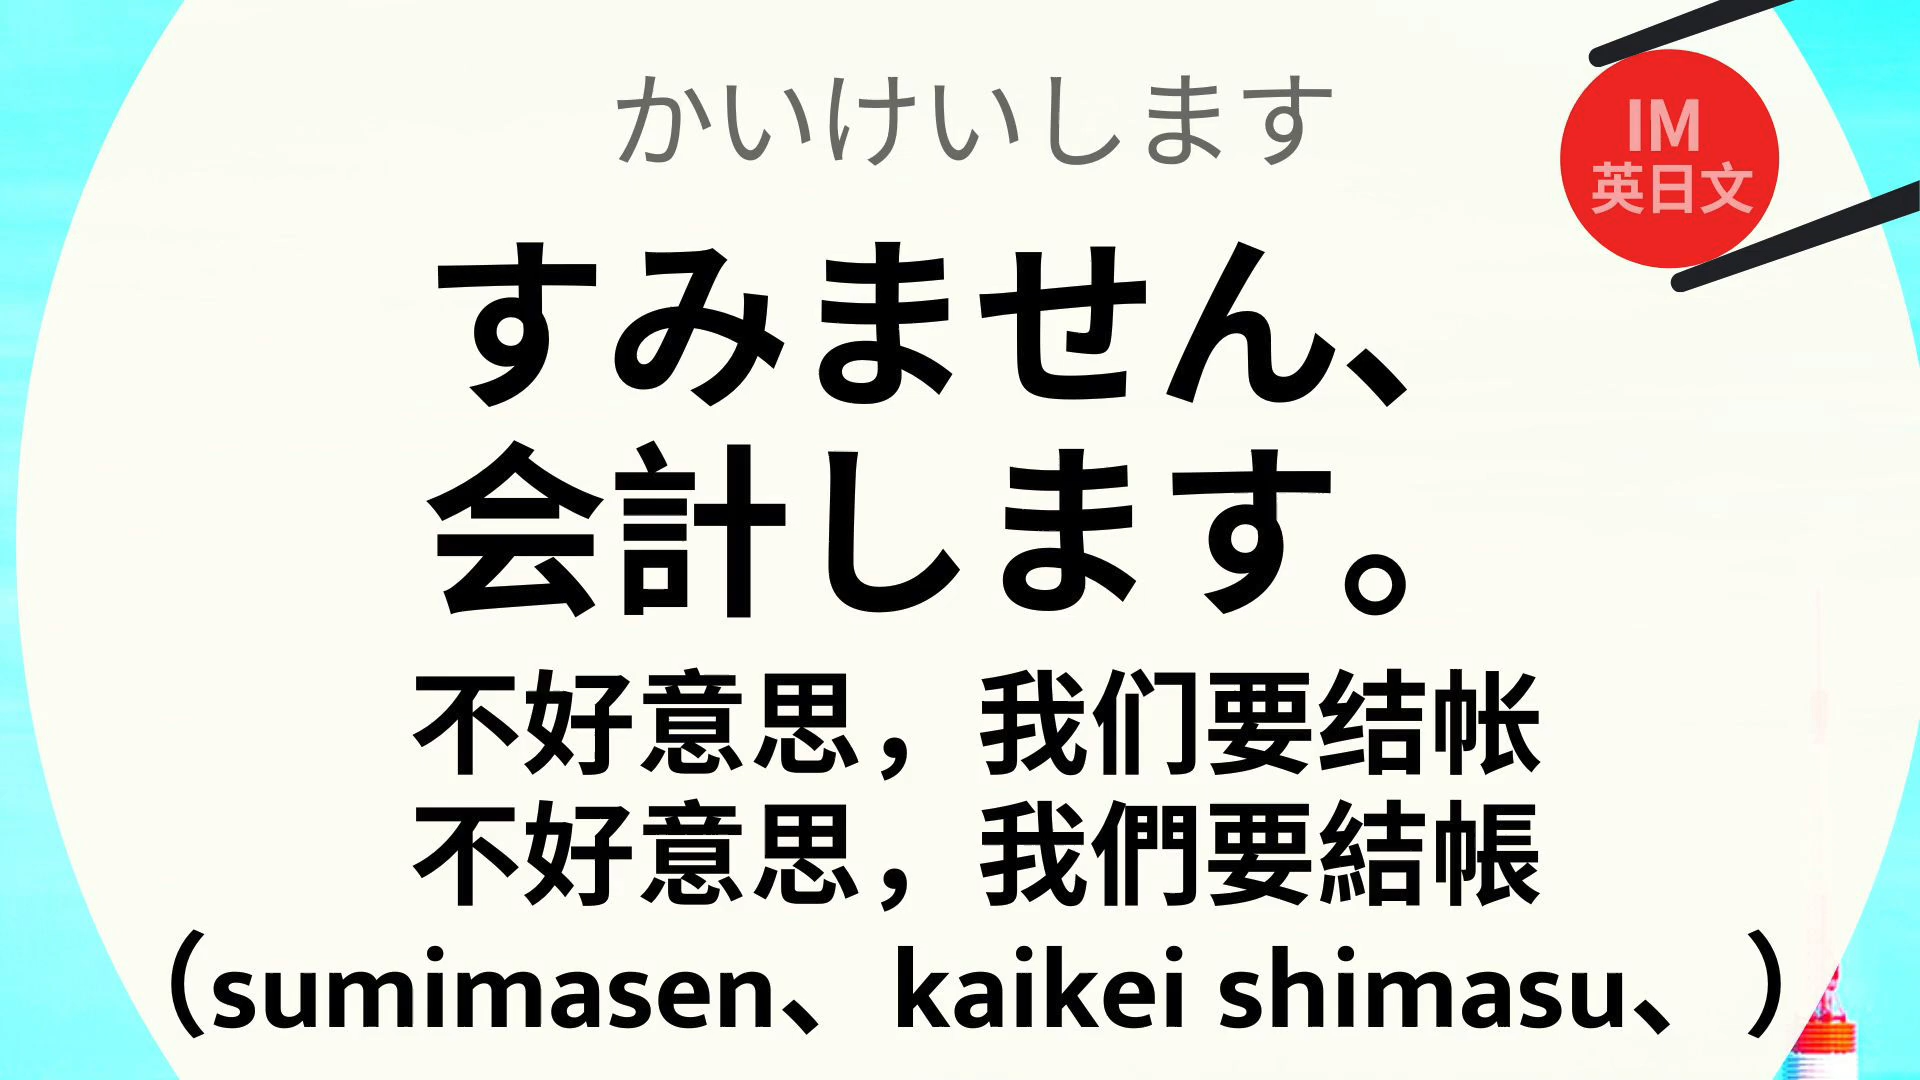 かいけいします
IM
英日文
すみません、
会計します。
不好意思，我们要结帐
不好意思，我們要結帳
（sumimasen、kaikei shimasu、）